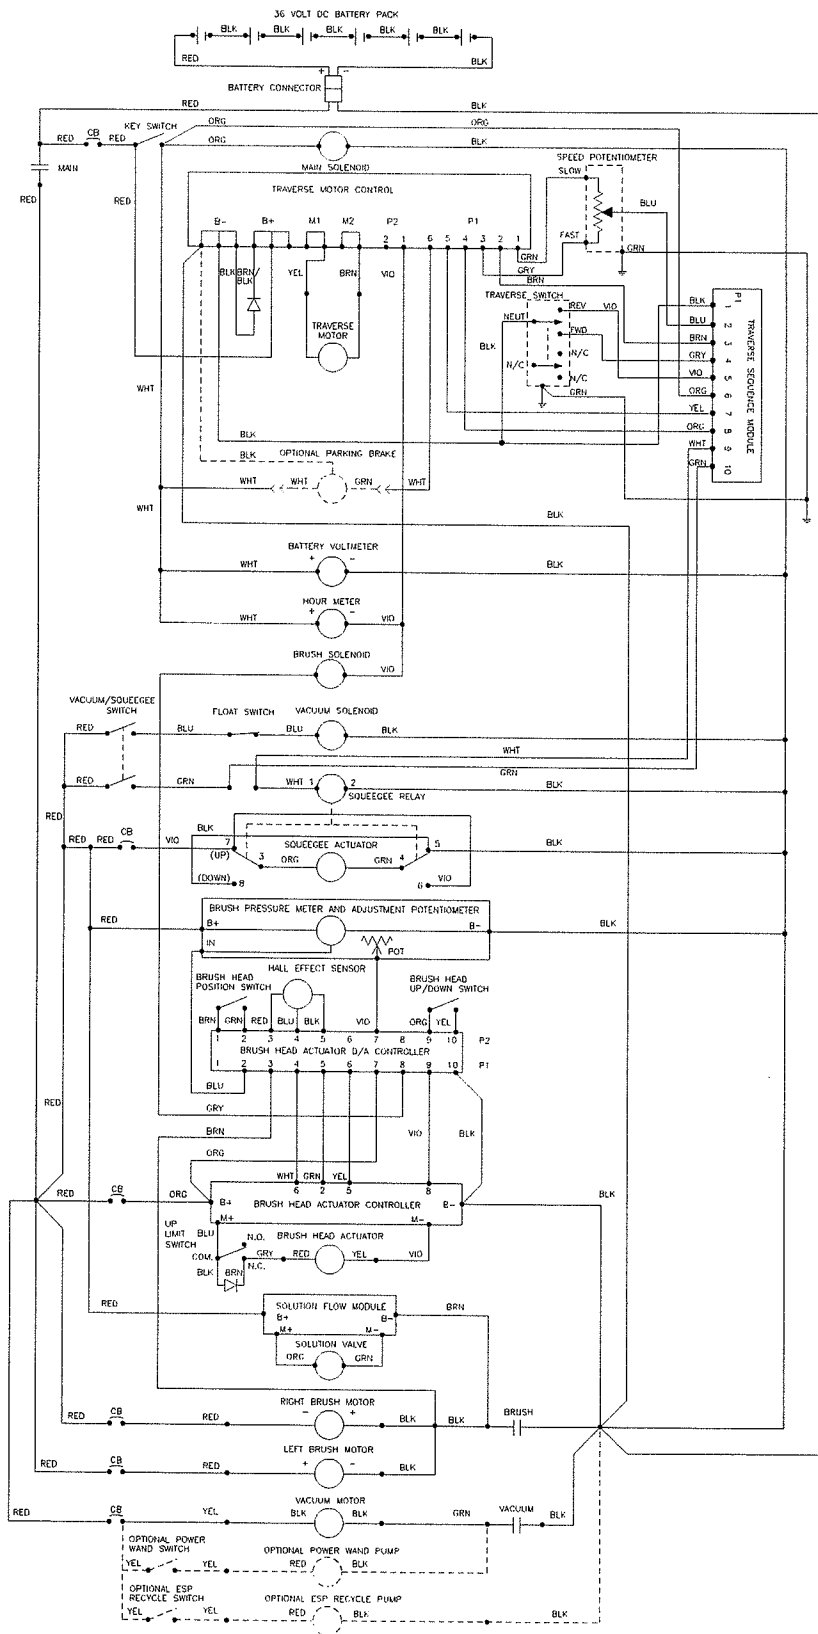 36 VOLT DC BATTERY PACK
BLK BLK BLK BLK BLK
RED BLK
+ -
BATTERY CONNECTOR
RED BLK
ORG ORG
KEY SWITCH
RED CB RED ORG BLK
MAIN SOLENOID
SPEED POTENTIOMETER
MAIN
SLOW
TRAVERSE MOTOR CONTROL
RED RED
BLU
B- B+ M1 M2 P2 P1
2 1 6 5 4 3 2 1
FAST
GRN GRN
GRY
BLK BRN/BLK YEL BRN VIO
BRN
TRAVERSE SWITCH
REV VIO
NEUT
FWD
TRAVERSE MOTOR
BLK
N/C
N/C
N/C
GRN
P1
TRAVERSE SEQUENCE MODULE
BLK 1
BLU 2
BRN 3
GRY 4
VIO 5
ORG 6
YEL 7
ORG 8
WHT 9
GRN 10
WHT
BLK
BLK OPTIONAL PARKING BRAKE
WHT WHT GRN WHT
WHT
BLK
BATTERY VOLTMETER
WHT + - BLK
HOUR METER
WHT + - VIO
BRUSH SOLENOID
VIO
VACUUM/SQUEEGEE SWITCH
FLOAT SWITCH VACUUM SOLENOID
RED BLU BLU BLK
WHT
GRN
RED GRN WHT 1 2 BLK
SQUEEGEE RELAY
RED
BLK
CB
RED RED VIO 7 SQUEEGEE ACTUATOR 5 BLK
(UP) 3 ORG GRN 4
(DOWN) 8 6 VIO
BRUSH PRESSURE METER AND ADJUSTMENT POTENTIOMETER
RED B+ B- BLK
IN POT
HALL EFFECT SENSOR
BRUSH HEAD POSITION SWITCH
BRUSH HEAD UP/DOWN SWITCH
BRN GRN RED BLU BLK VIO ORG YEL
1 2 3 4 5 6 7 8 9 10 P2
BRUSH HEAD ACTUATOR D/A CONTROLLER
1 2 3 4 5 6 7 8 9 10 P1
BLU
RED GRY
BRN VIO BLK
ORG
WHT GRN YEL
6 2 5 8
RED CB ORG B+ BRUSH HEAD ACTUATOR CONTROLLER B- BLK
M+ M-
UP LIMIT SWITCH
BLU N.O. BRUSH HEAD ACTUATOR
COM. GRY RED YEL VIO
BLK BRN N.C.
RED SOLUTION FLOW MODULE BRN
B+ B-
M+ M-
SOLUTION VALVE
ORG GRN
RIGHT BRUSH MOTOR
RED CB RED - + BLK BLK BRUSH
LEFT BRUSH MOTOR
RED CB RED + - BLK
VACUUM MOTOR
RED CB YEL BLK BLK GRN VACUUM BLK
OPTIONAL POWER WAND SWITCH
OPTIONAL POWER WAND PUMP
YEL YEL RED BLK
OPTIONAL ESP RECYCLE SWITCH
OPTIONAL ESP RECYCLE PUMP
YEL YEL RED BLK BLK